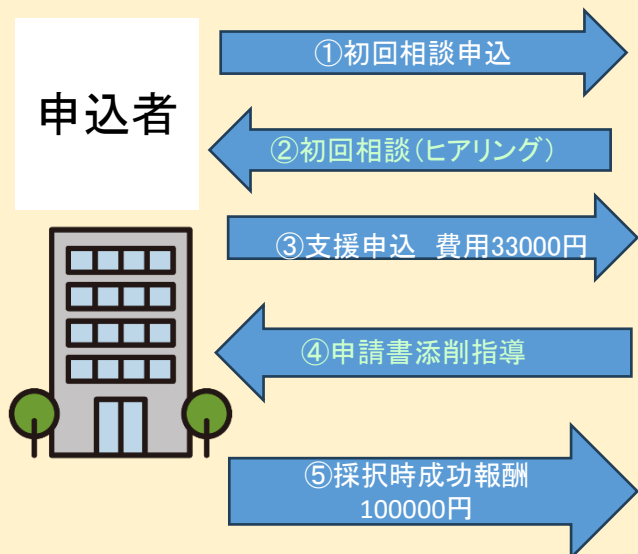 申込者
①初回相談申込
②初回相談(ヒアリング)
③支援申込　費用33000円
④申請書添削指導
⑤採択時成功報酬
100000円